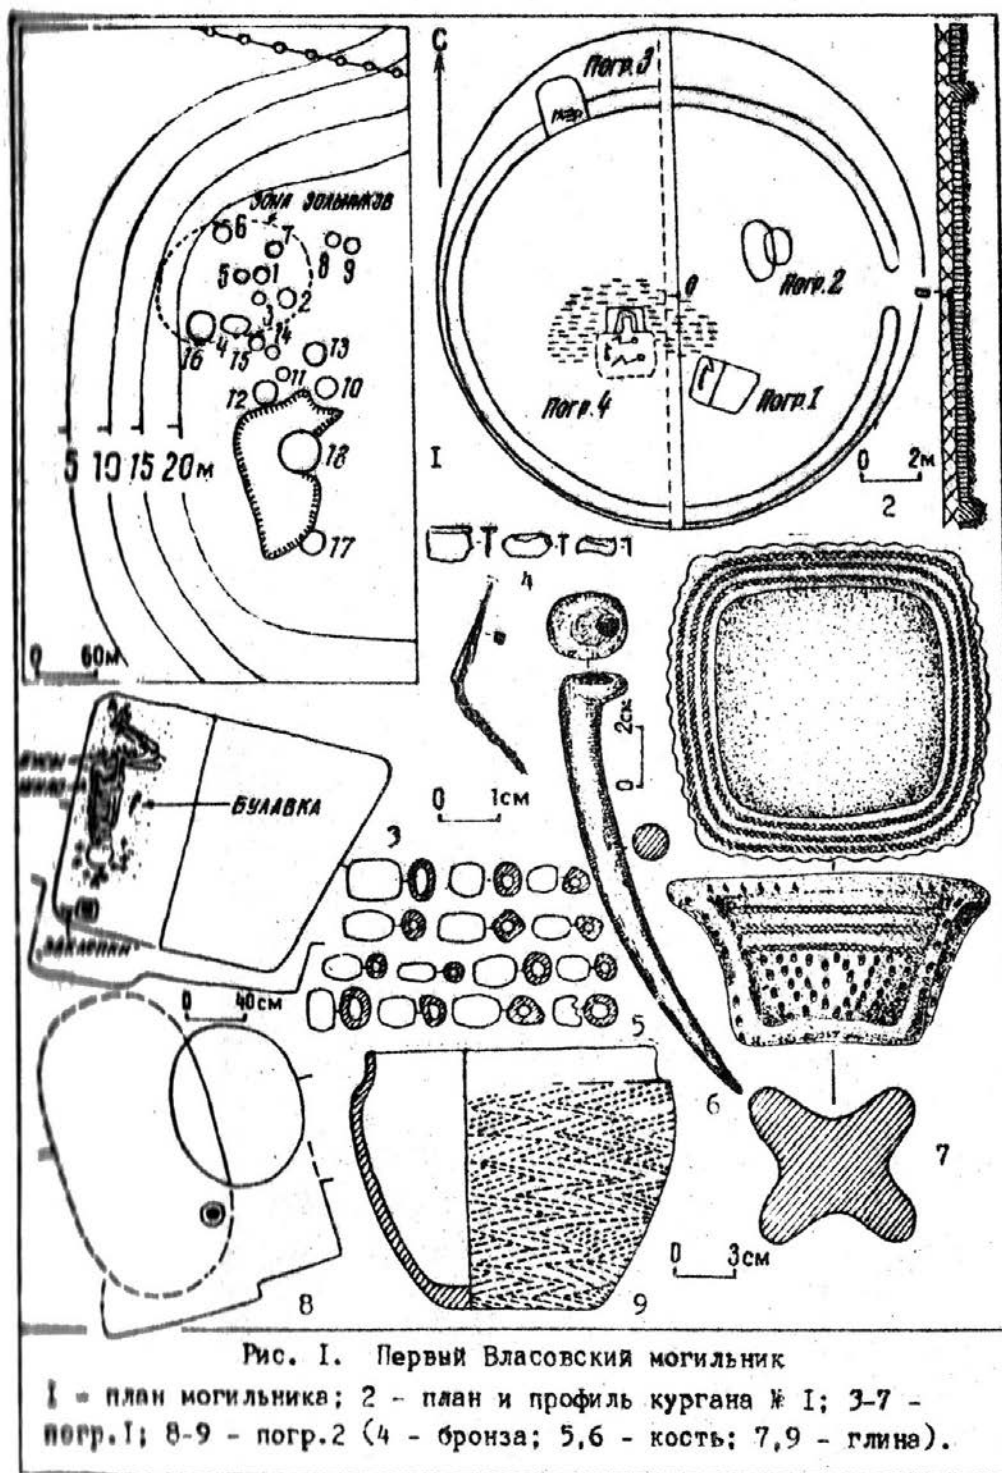 С
Погр.3
ЗОНА ЗОЛЬНИКОВ
6
7
8
9
5
1
2
3
Погр.2
0
16
4
15
14
13
11
12
10
Погр.4
Погр.1
5 10 15 20м
18
I
0 2м
2
17
4
0 60м
2см
0
0 1см
БУЛАВКА
3
0 40см
5
6
7
0 3см
8
9
Рис. I. Первый Власовский могильник
I – план могильника; 2 - план и профиль кургана № I; 3-7 -
погр.I; 8-9 - погр.2 (4 - бронза; 5,6 - кость; 7,9 - глина).